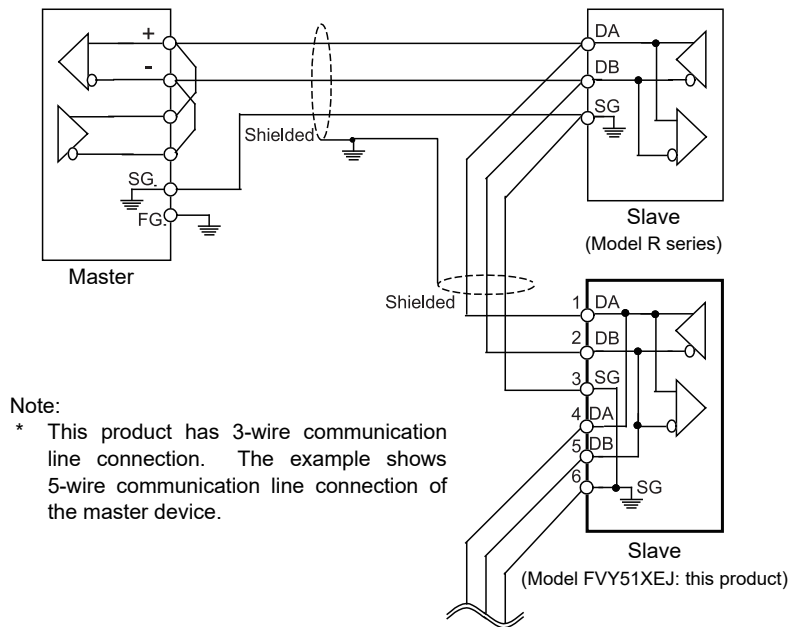 +
-
SG.
FG.
Master
Shielded
DA
DB
SG
Slave
(Model R series)
Shielded
1 DA
2 DB
3 SG
4 DA
5 DB
6
SG
Slave
(Model FVY51XEJ: this product)
Note:
* This product has 3-wire communication
line connection. The example shows
5-wire communication line connection of
the master device.